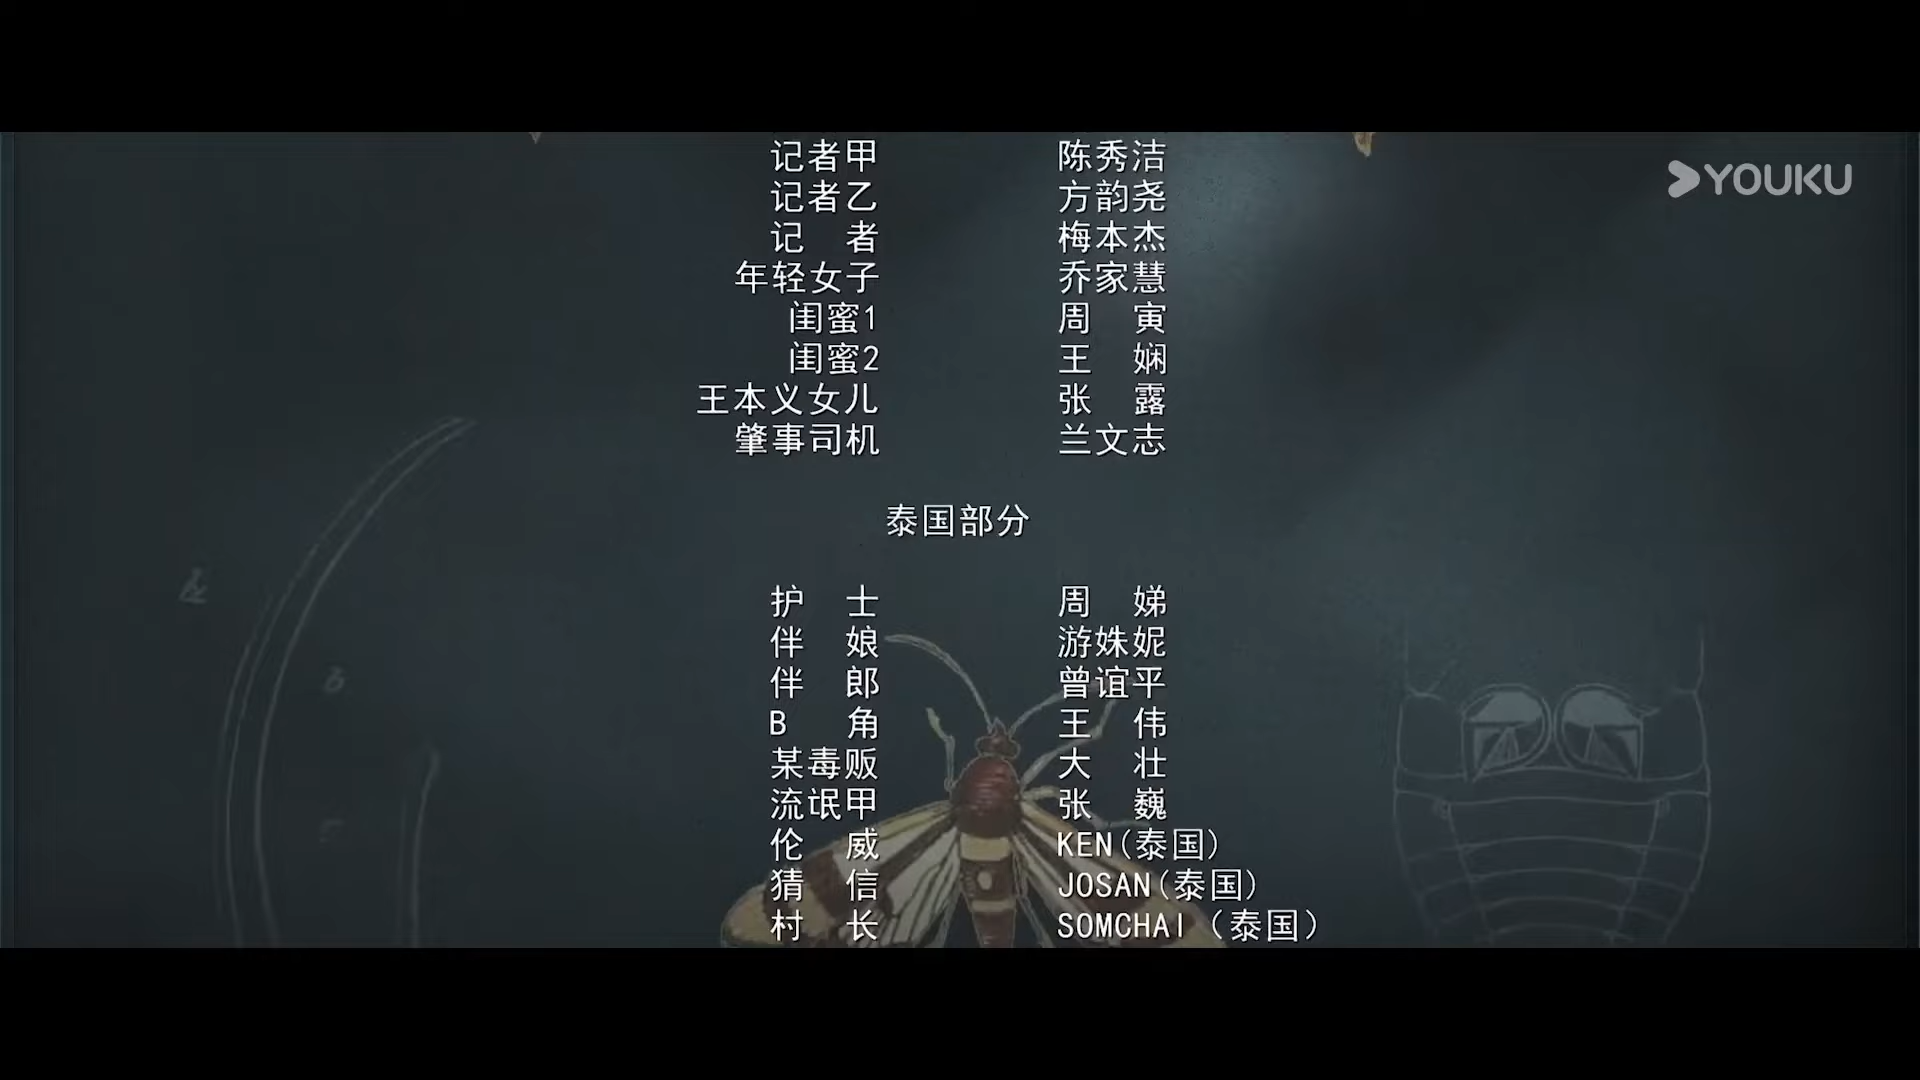 记者甲 陈秀洁
YOUKU
记者乙 方韵尧
记 者 梅本杰
年轻女子 乔家慧
闺蜜1 周 寅
闺蜜2 王 娴
王本义女儿 张 露
肇事司机 兰文志
泰国部分
护 士 周 娣
伴 娘 游姝妮
伴 郎 曾谊平
B 角 王 伟
某毒贩 大 壮
流氓甲 张 巍
伦 威 KEN(泰国)
猜 信 JOSAN(泰国)
村 长 SOMCHAI (泰国)